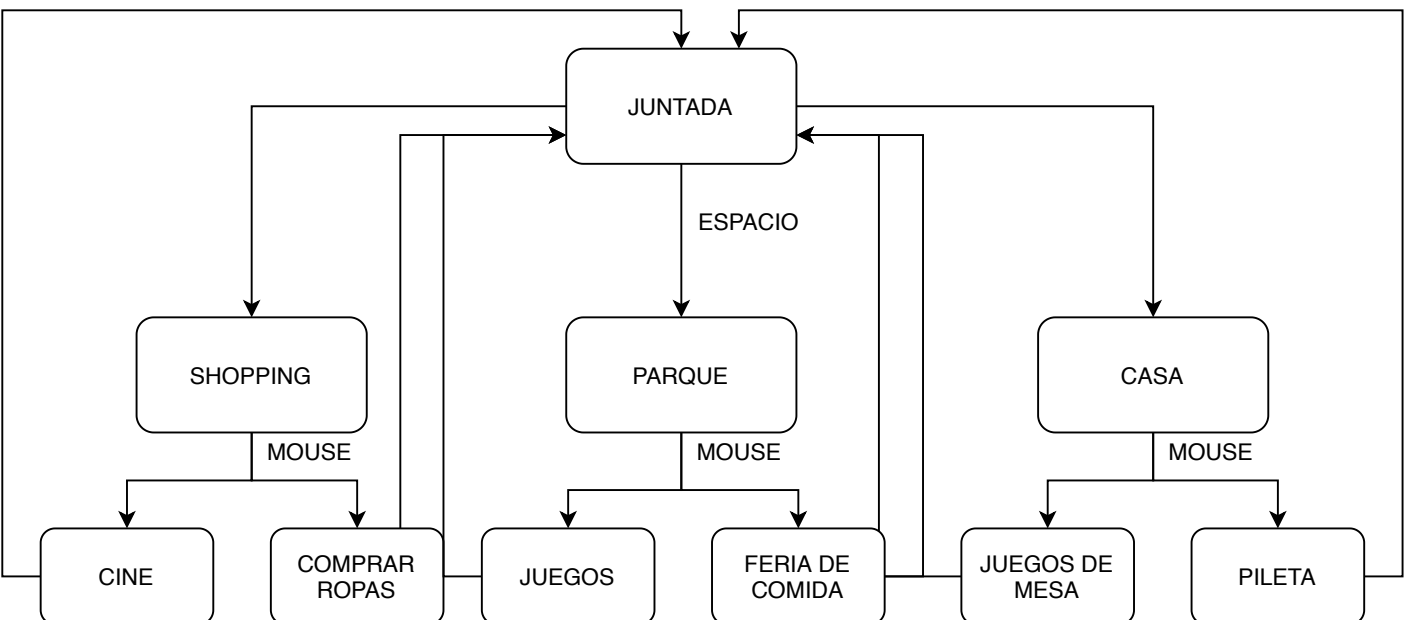 JUNTADA
ESPACIO
SHOPPING
PARQUE
CASA
MOUSE
MOUSE
MOUSE
CINE
COMPRAR
ROPAS
JUEGOS
FERIA DE
COMIDA
JUEGOS DE
MESA
PILETA